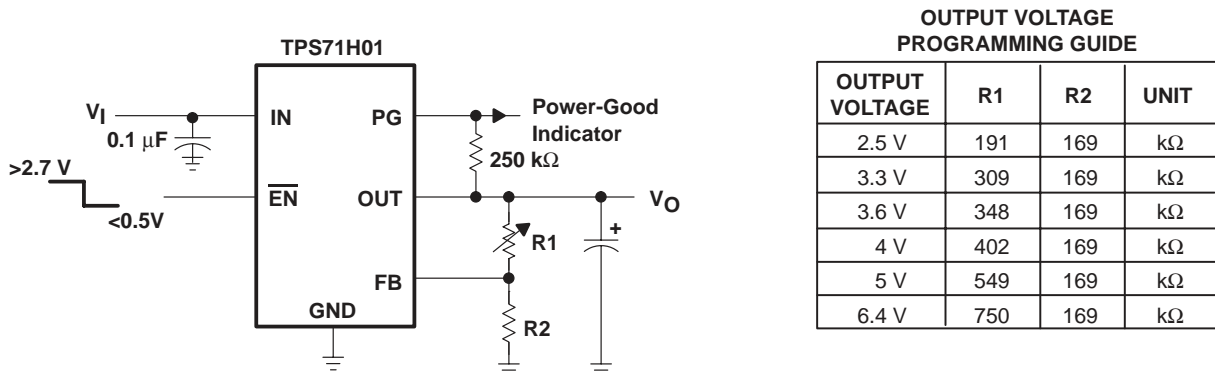 TPS71H01
VI
0.1 μF
>2.7 V
<0.5V
IN
EN
PG
OUT
FB
GND
Power-Good
Indicator
250 kΩ
VO
R1
+
R2
OUTPUT VOLTAGE
PROGRAMMING GUIDE
OUTPUT
VOLTAGE R1 R2 UNIT
2.5 V 191 169 kΩ
3.3 V 309 169 kΩ
3.6 V 348 169 kΩ
4 V 402 169 kΩ
5 V 549 169 kΩ
6.4 V 750 169 kΩ